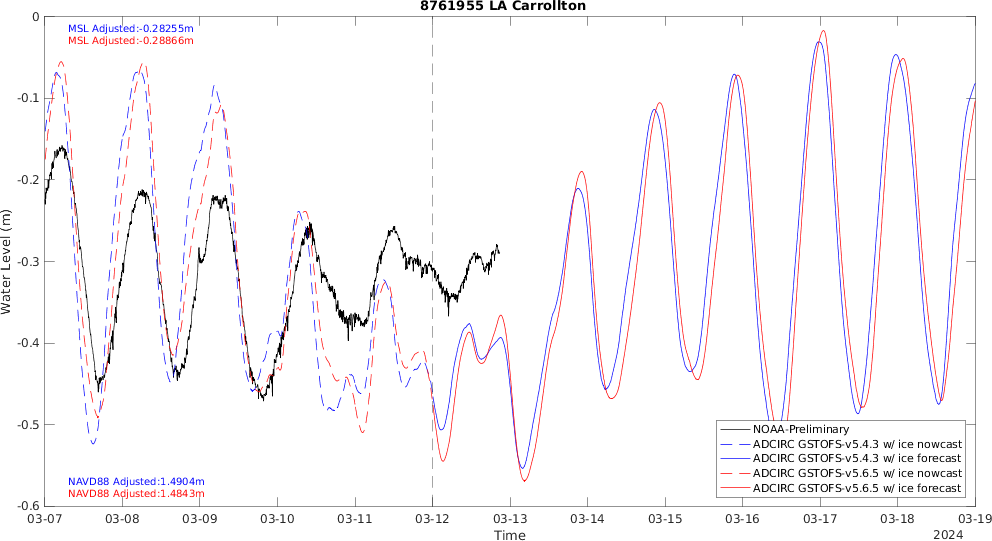 8761955 LA Carrollton
MSL Adjusted:-0.28255m
MSL Adjusted:-0.28866m
0
-0.1
-0.2
-0.3
-0.4
-0.5
-0.6
Water Level (m)
NAVD88 Adjusted:1.4904m
NAVD88 Adjusted:1.4843m
NOAA-Preliminary
ADCIRC GSTOFS-v5.4.3 w/ ice nowcast
ADCIRC GSTOFS-v5.4.3 w/ ice forecast
ADCIRC GSTOFS-v5.6.5 w/ ice nowcast
ADCIRC GSTOFS-v5.6.5 w/ ice forecast
03-07 03-08 03-09 03-10 03-11 03-12 03-13 03-14 03-15 03-16 03-17 03-18 03-19
Time
2024